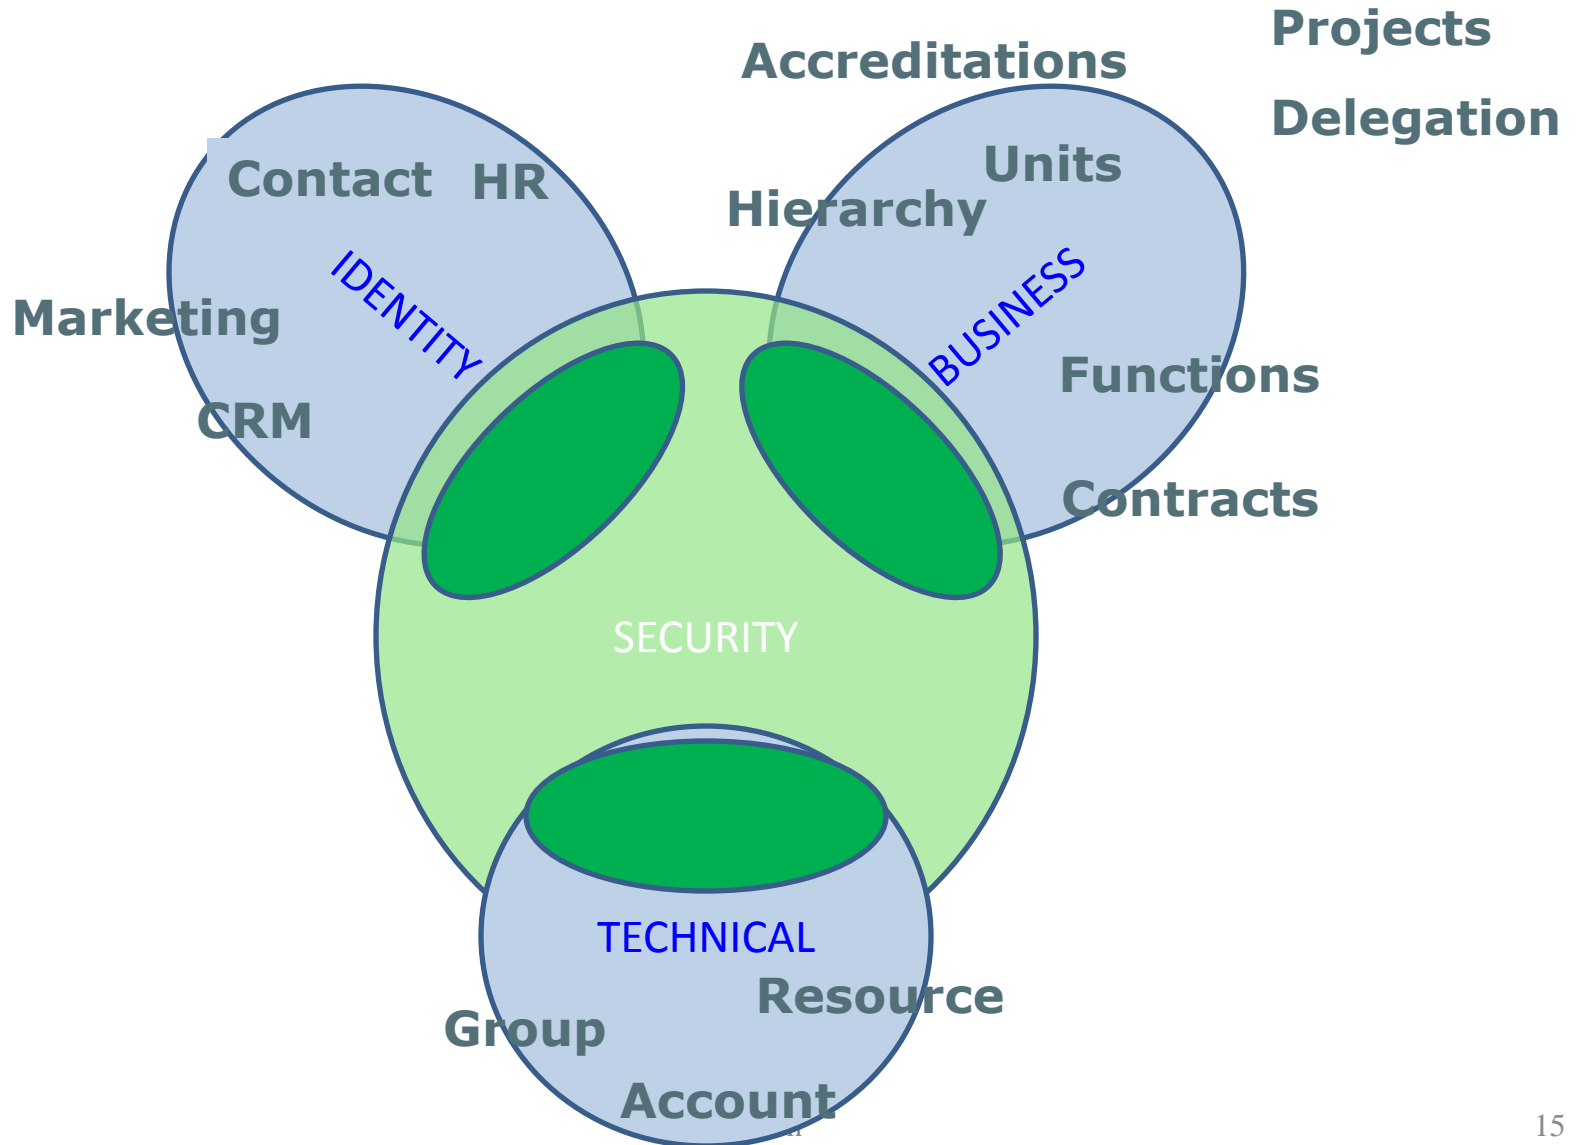 Projects
Accreditations
Delegation
Units
Contact HR
Hierarchy
IDENTITY
BUSINESS
Marketing
Functions
CRM
Contracts
SECURITY
TECHNICAL
Resource
Group
Account
15